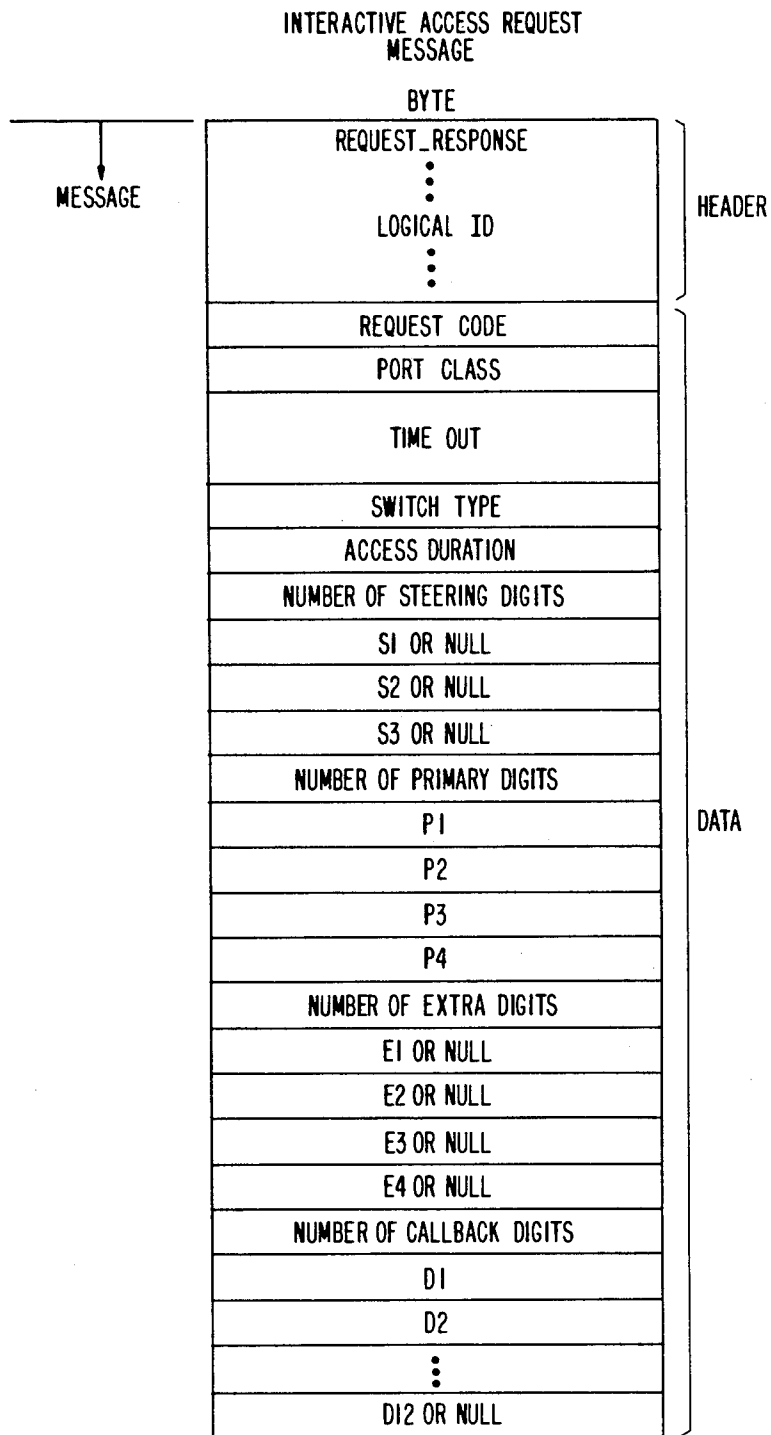 INTERACTIVE ACCESS REQUEST
MESSAGE
BYTE
REQUEST_RESPONSE
MESSAGE
LOGICAL ID
HEADER
REQUEST CODE
PORT CLASS
TIME OUT
SWITCH TYPE
ACCESS DURATION
NUMBER OF STEERING DIGITS
S1 OR NULL
S2 OR NULL
S3 OR NULL
NUMBER OF PRIMARY DIGITS
P1
DATA
P2
P3
P4
NUMBER OF EXTRA DIGITS
E1 OR NULL
E2 OR NULL
E3 OR NULL
E4 OR NULL
NUMBER OF CALLBACK DIGITS
D1
D2
D12 OR NULL